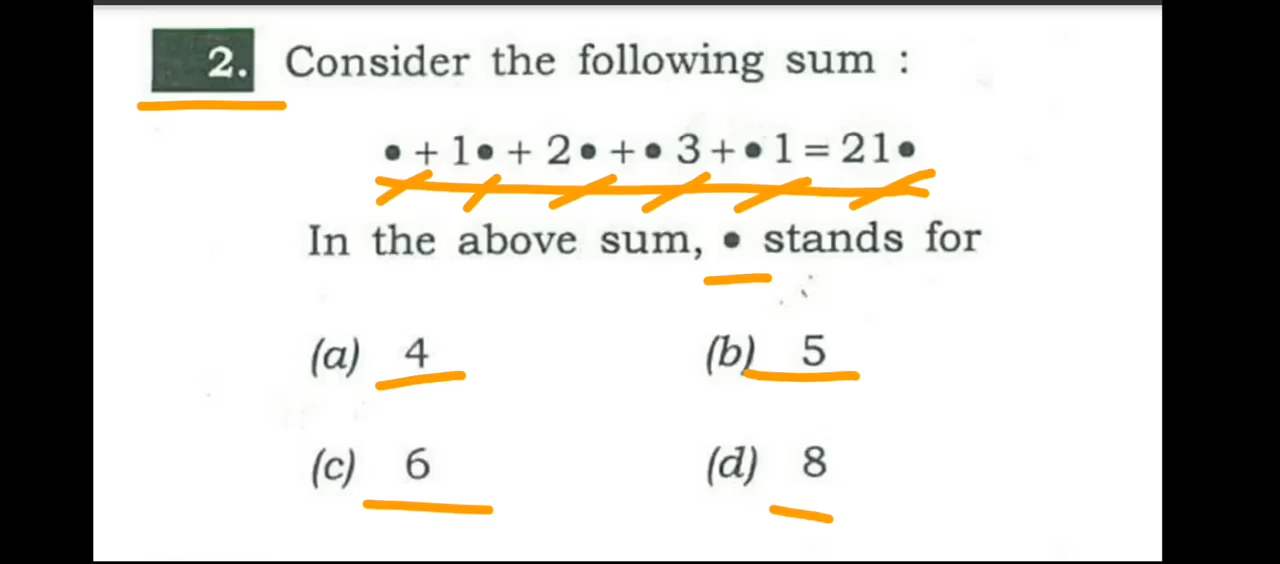 2. Consider the following sum :
• + 1• + 2• + • 3 + • 1 = 21•
In the above sum, • stands for
(a) 4 (b) 5
(c) 6 (d) 8